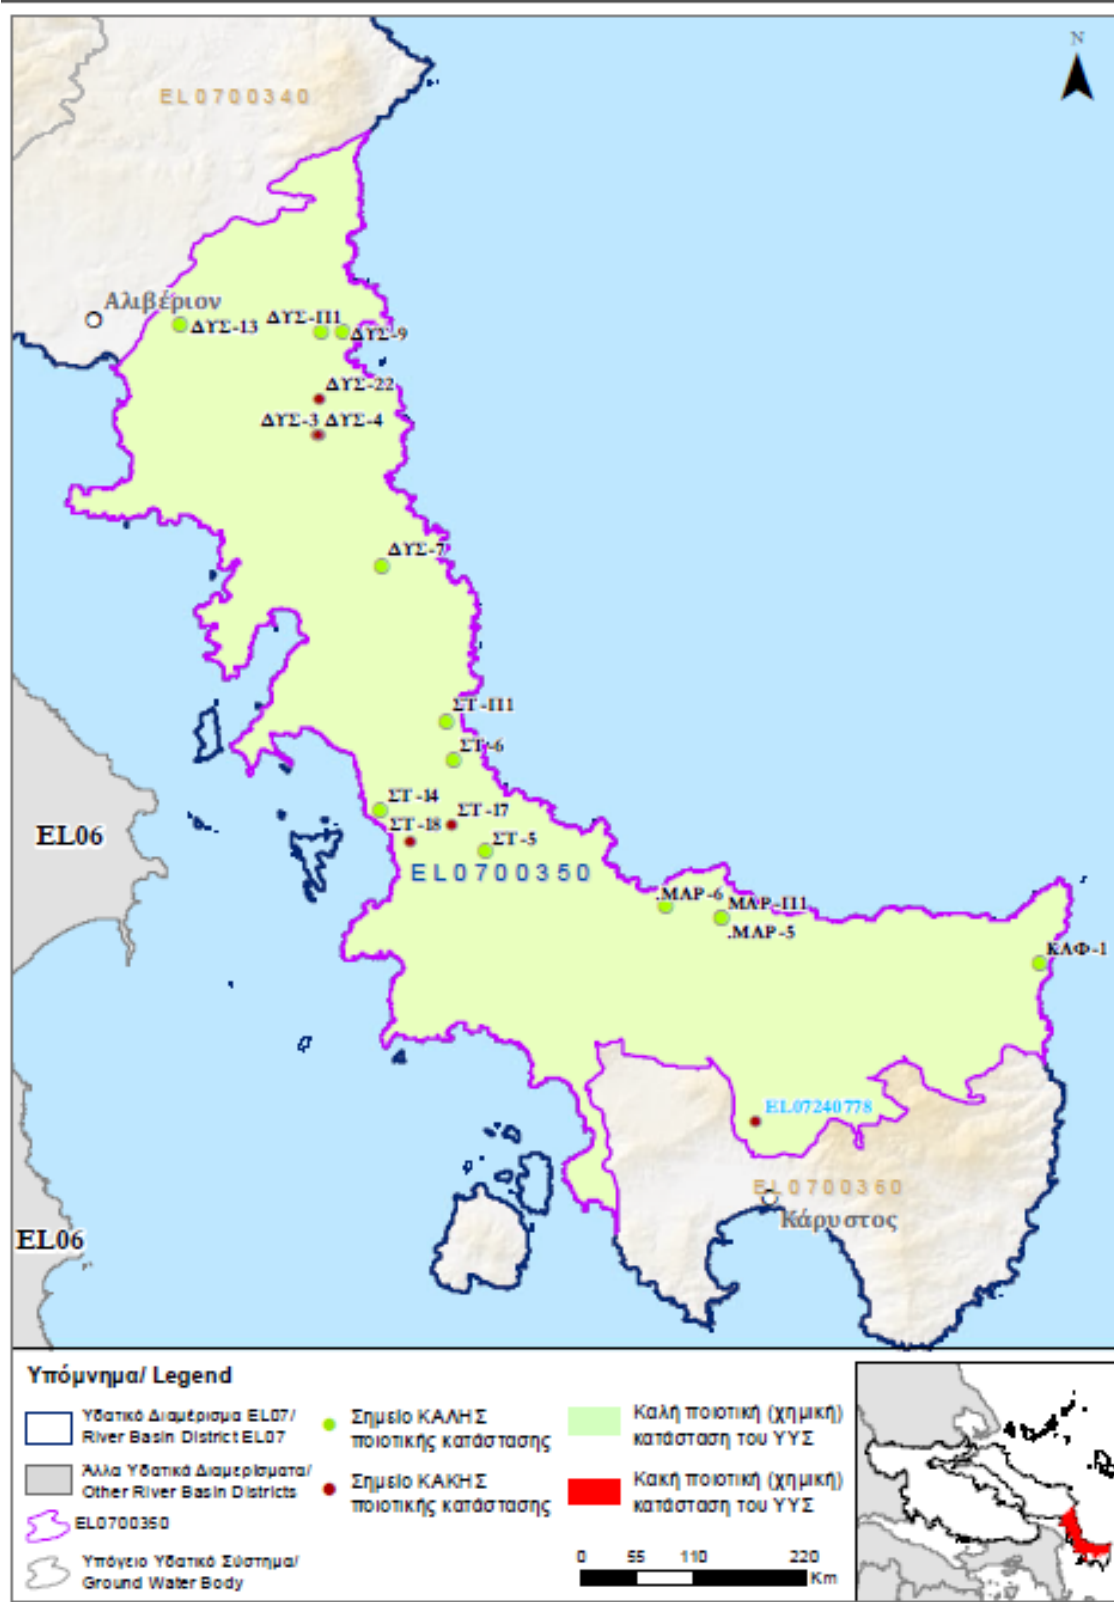 N
EL0700340
Αλιβέριον
ΔΥΣ-13
ΔΥΣ-Π1
ΔΥΣ-9
ΔΥΣ-22
ΔΥΣ-3 ΔΥΣ-4
ΔΥΣ-7
ΣΤ-Π1
ΣΤ-6
ΣΤ-14
ΣΤ-17
ΣΤ-18
ΣΤ-5
EL06
EL0700350
.ΜΑΡ-6
ΜΑΡ-Π1
.ΜΑΡ-5
ΚΑΦ-1
EL07240778
EL0700360
Κάρυστος
EL06
Υπόμνημα/ Legend
Υδατικό Διαμέρισμα EL07/
River Basin District EL07
Άλλα Υδατικά Διαμερίσματα/
Other River Basin Districts
EL0700350
Υπόγειο Υδατικό Σύστημα/
Ground Water Body
Σημείο ΚΑΛΗΣ
ποιοτικής κατάστασης
Σημείο ΚΑΚΗΣ
ποιοτικής κατάστασης
Καλή ποιοτική (χημική)
κατάσταση του ΥΥΣ
Κακή ποιοτική (χημική)
κατάσταση του ΥΥΣ
0 55 110 220
Km